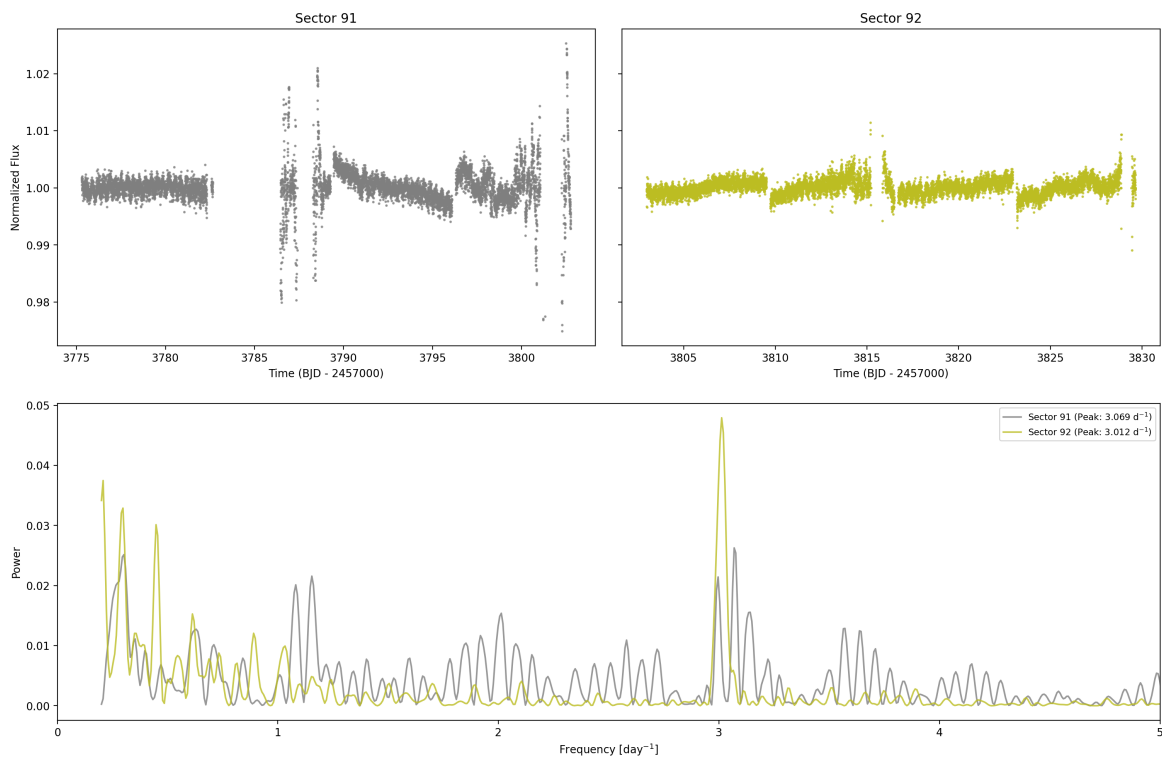 Sector 91
Sector 92
Normalized Flux
1.02
1.01
1.00
0.99
0.98
3775 3780 3785 3790 3795 3800
3805 3810 3815 3820 3825 3830
Time (BJD - 2457000)
Time (BJD - 2457000)
0.05
0.04
0.03
0.02
0.01
0.00
Power
Sector 91 (Peak: 3.069 d⁻¹)
Sector 92 (Peak: 3.012 d⁻¹)
0 1 2 3 4 5
Frequency [day⁻¹]